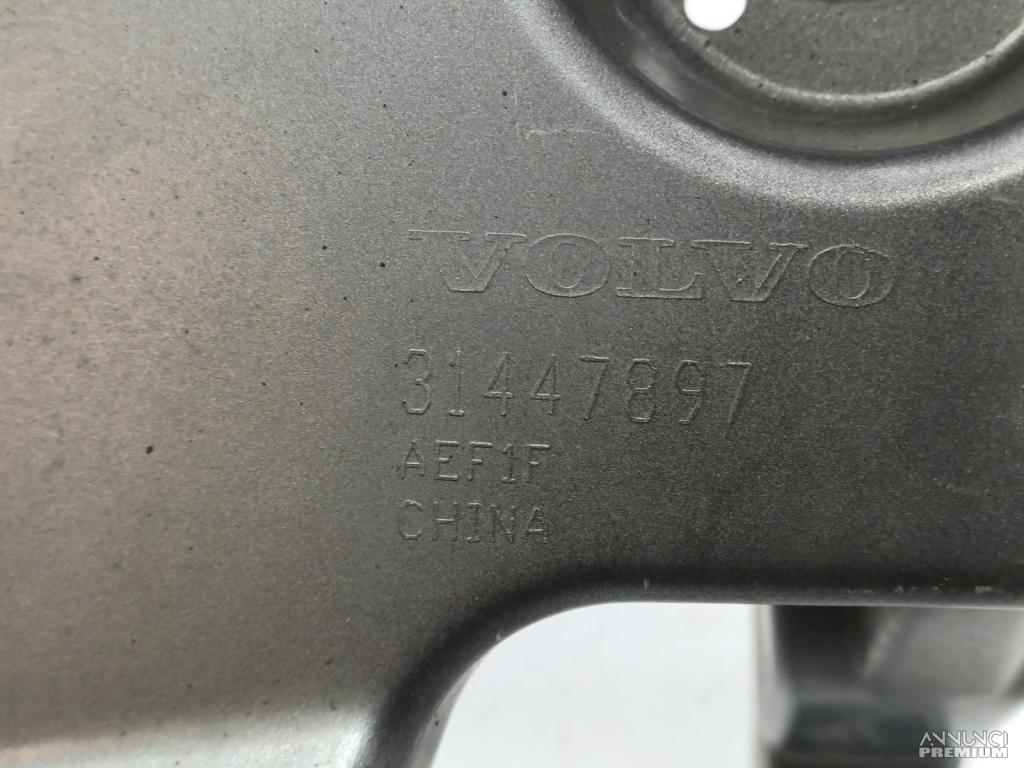 VOLVO
31447897
AEF1F
CHINA
ANNUNCI
PREMIUM